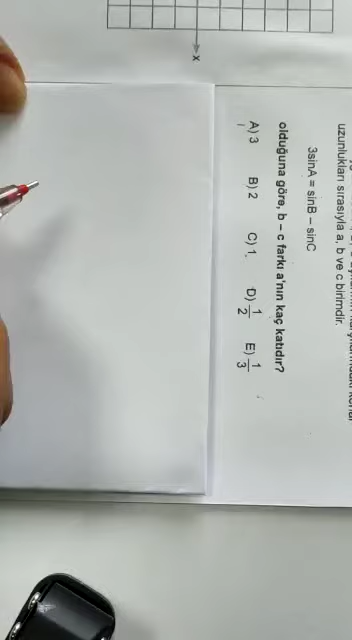 uzunlukları sırasıyla a, b ve c birimdir.
3sinA = sinB – sinC
olduğuna göre, b – c farkı a'nın kaç katıdır?
A) 3 B) 2 C) 1 D) 1/2 E) 1/3
x